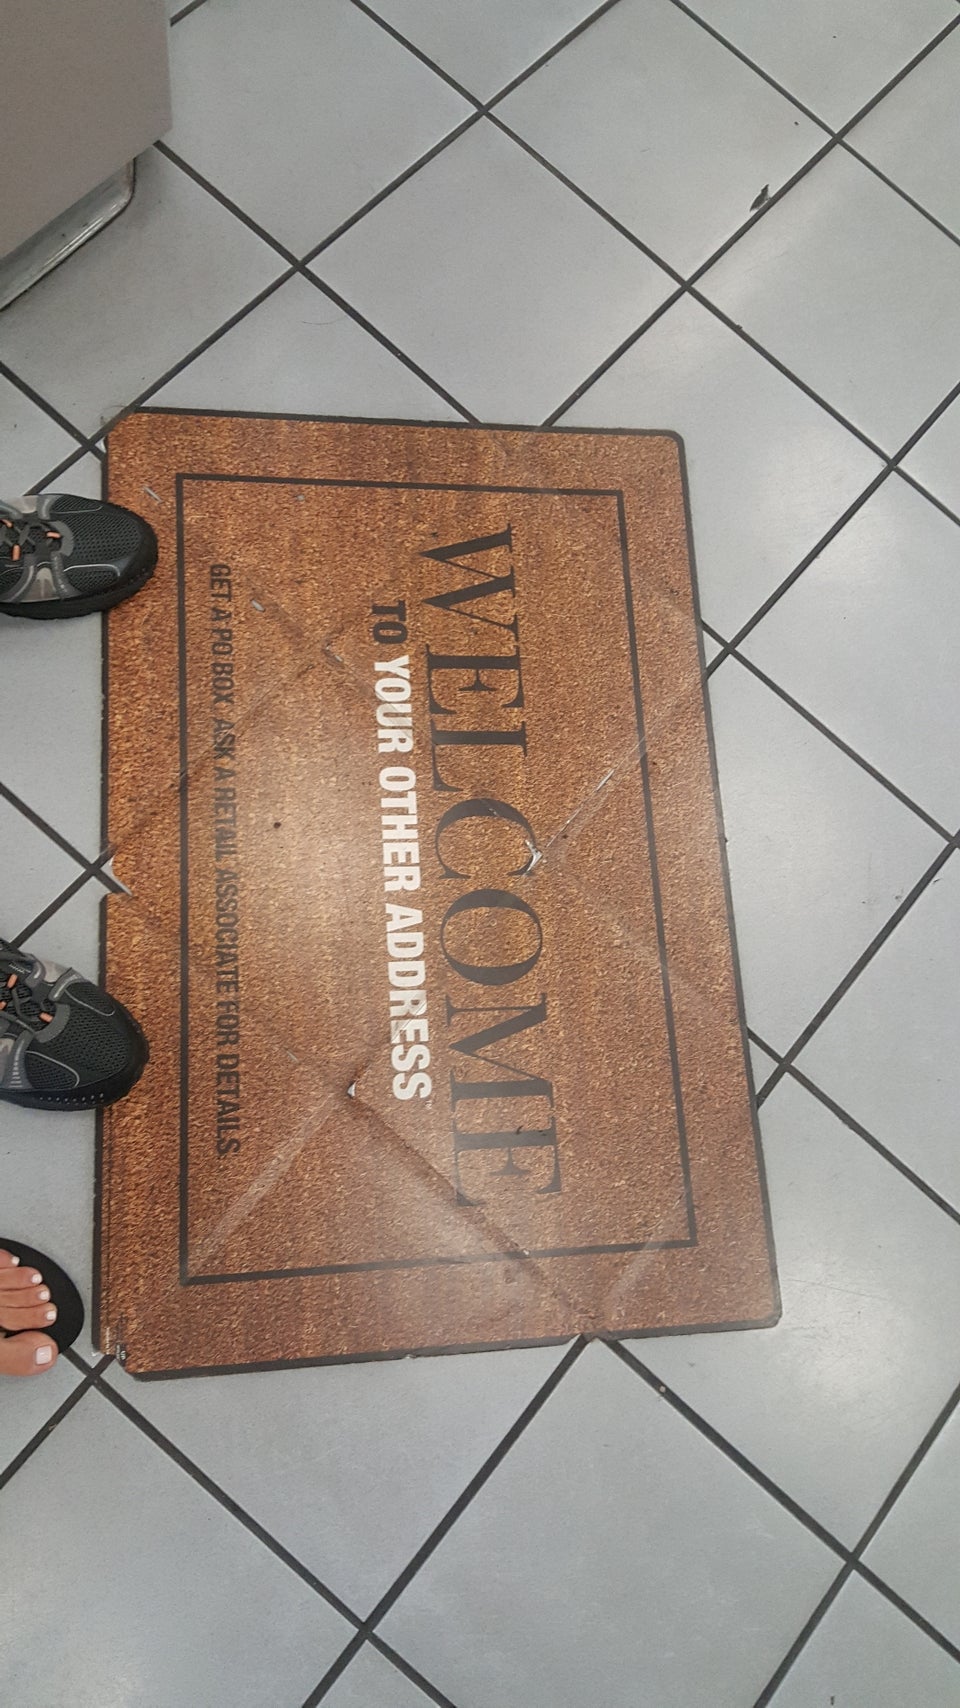 WELCOME
TO YOUR OTHER ADDRESS
GET A PO BOX. ASK A RETAIL ASSOCIATE FOR DETAILS.